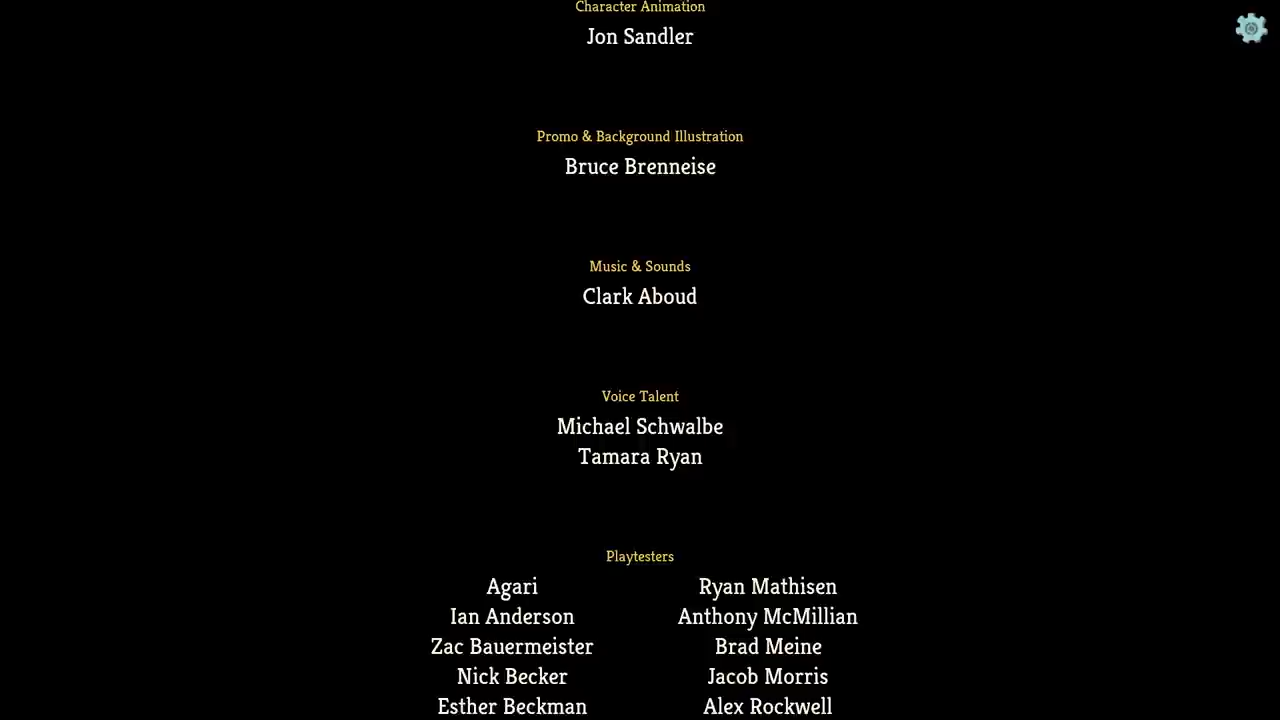 Character Animation
Jon Sandler
Promo & Background Illustration
Bruce Brenneise
Music & Sounds
Clark Aboud
Voice Talent
Michael Schwalbe
Tamara Ryan
Playtesters
Agari Ryan Mathisen
Ian Anderson Anthony McMillian
Zac Bauermeister Brad Meine
Nick Becker Jacob Morris
Esther Beckman Alex Rockwell